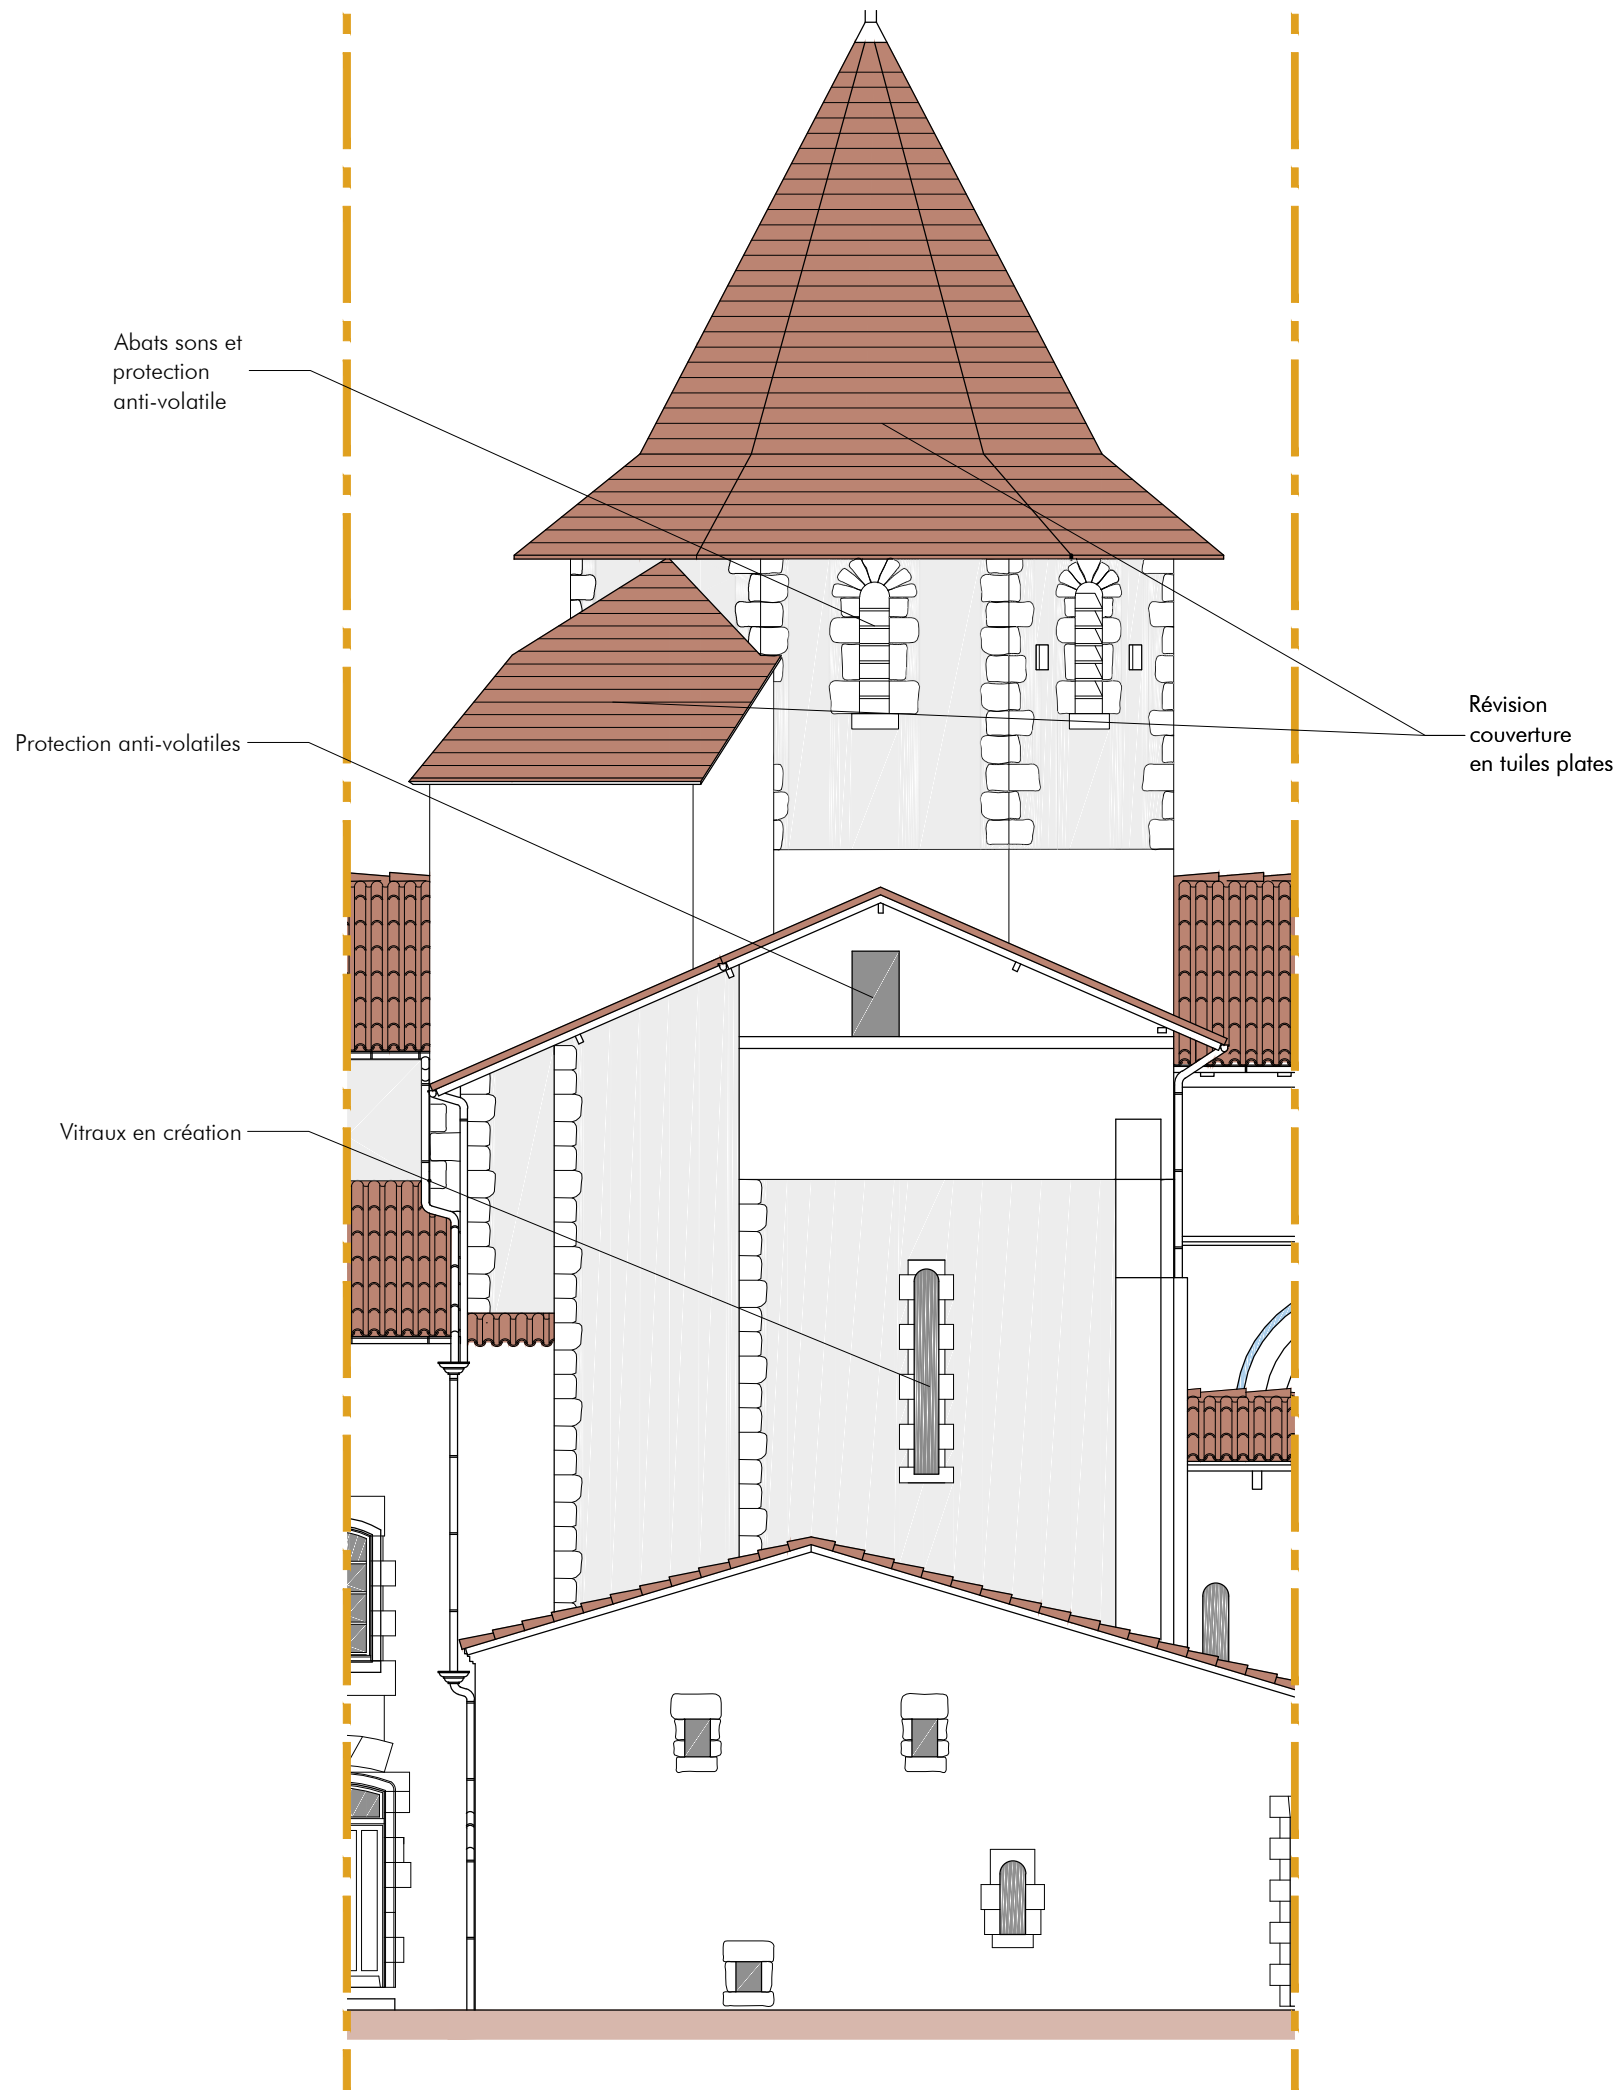 Abats sons et
protection
anti-volatile
Révision
couverture
en tuiles plates
Protection anti-volatiles
Vitraux en création